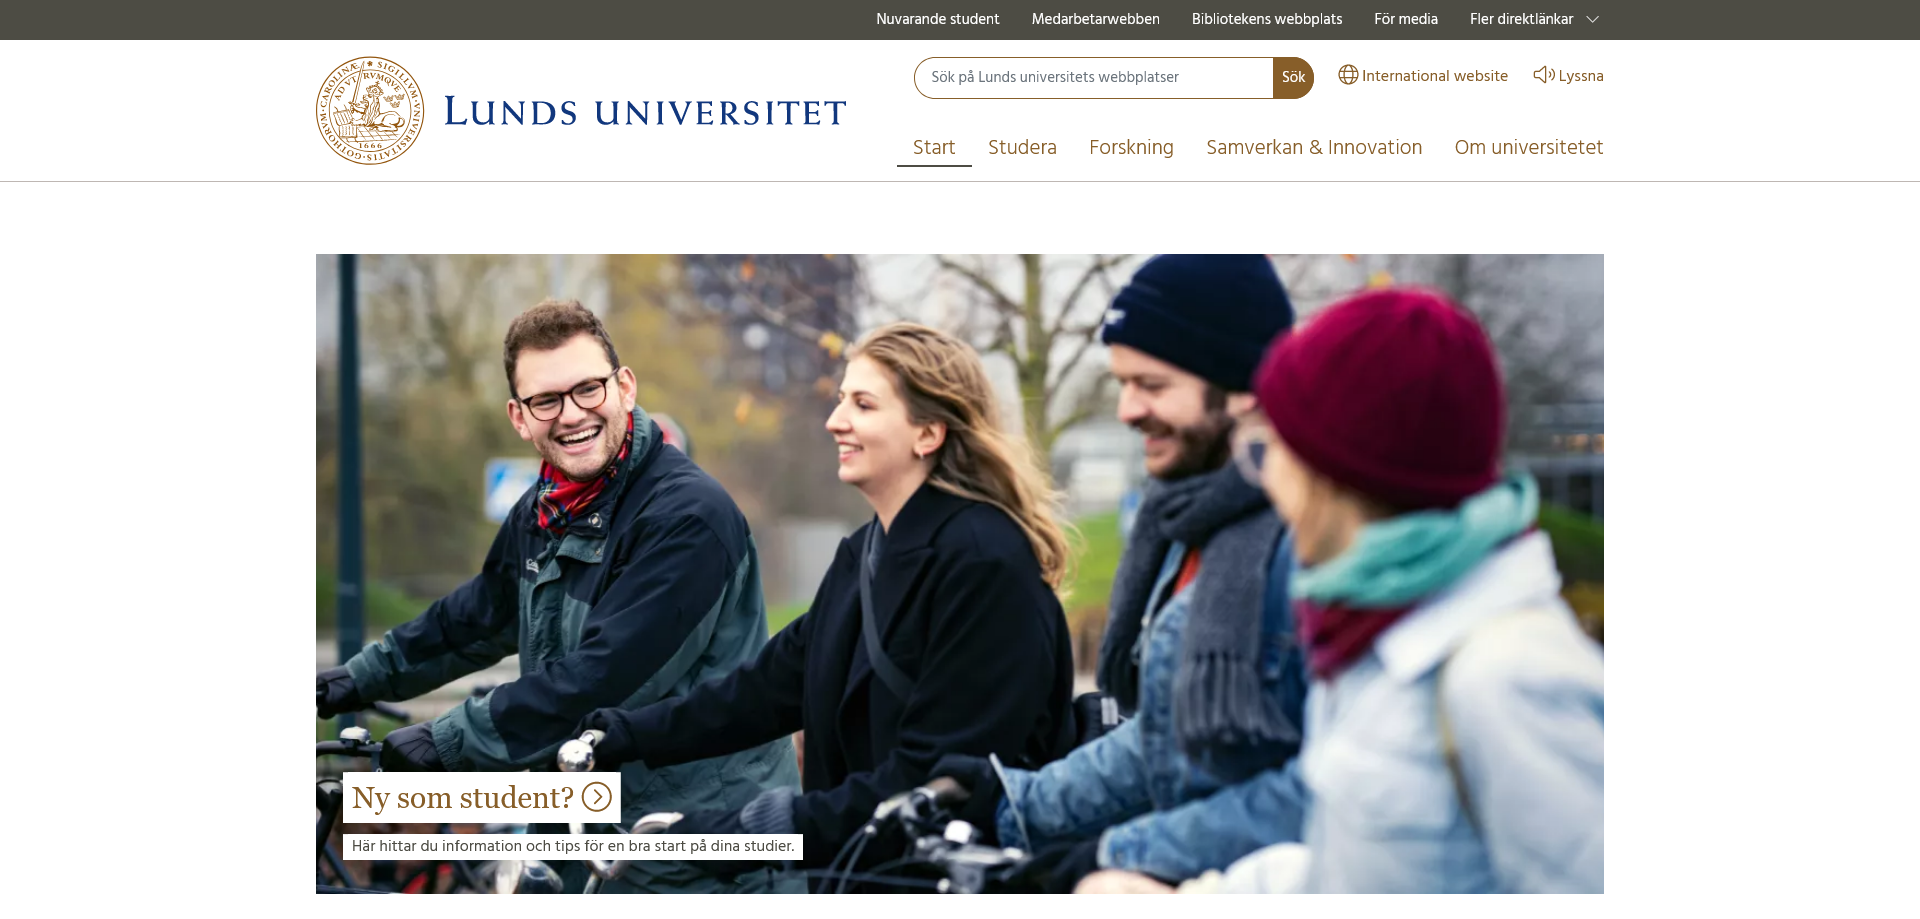 Nuvarande student Medarbetarwebben Bibliotekens webbplats För media Fler direktlänkar
SIGILLVM·VNIVERSITATIS·GOTHORVM·CAROLINÆ
AD VTRVMQVE
1666
LUNDS UNIVERSITET
Sök på Lunds universitets webbplatser Sök International website Lyssna
Start Studera Forskning Samverkan & Innovation Om universitetet
Ny som student?
Här hittar du information och tips för en bra start på dina studier.